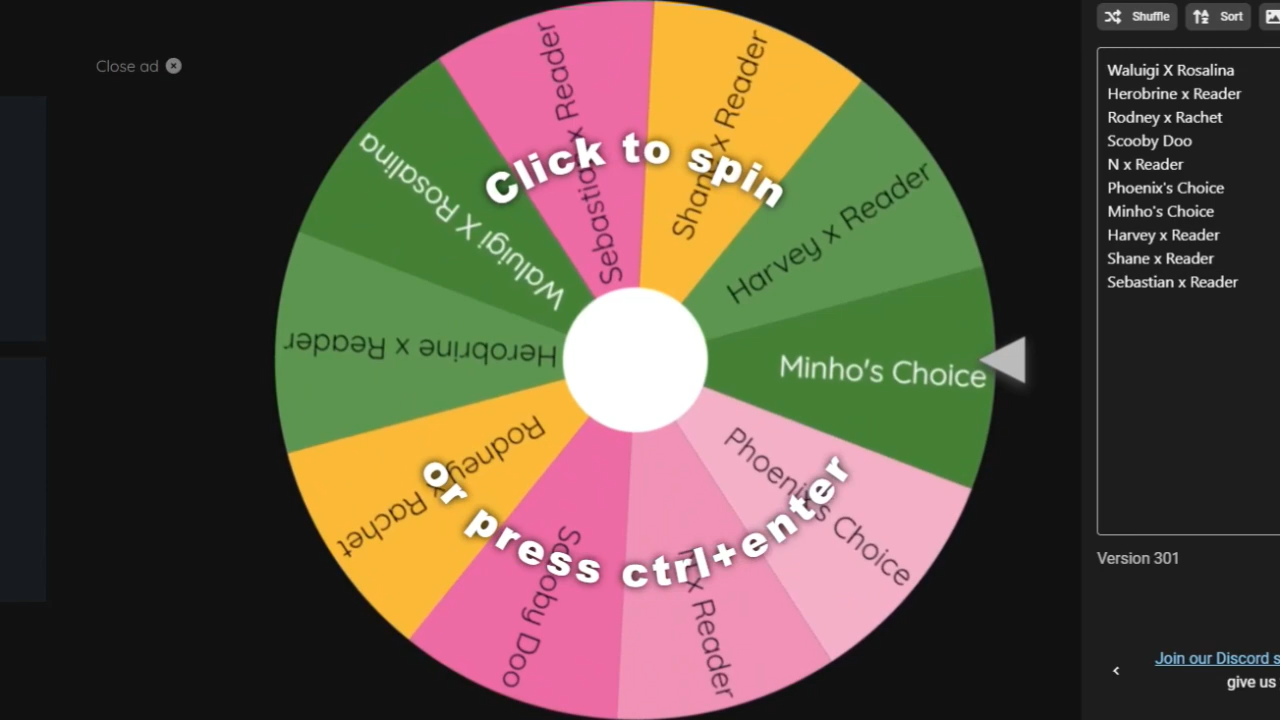 Close ad
Click to spin
or press ctrl+enter
Sebastian x Reader
Shane x Reader
Harvey x Reader
Minho's Choice
Phoenix's Choice
N x Reader
Scooby Doo
Rodney x Rachet
Herobrine x Reader
Waluigi X Rosalina
Shuffle
Sort
Waluigi X Rosalina
Herobrine x Reader
Rodney x Rachet
Scooby Doo
N x Reader
Phoenix's Choice
Minho's Choice
Harvey x Reader
Shane x Reader
Sebastian x Reader
Version 301
Join our Discord s
give us